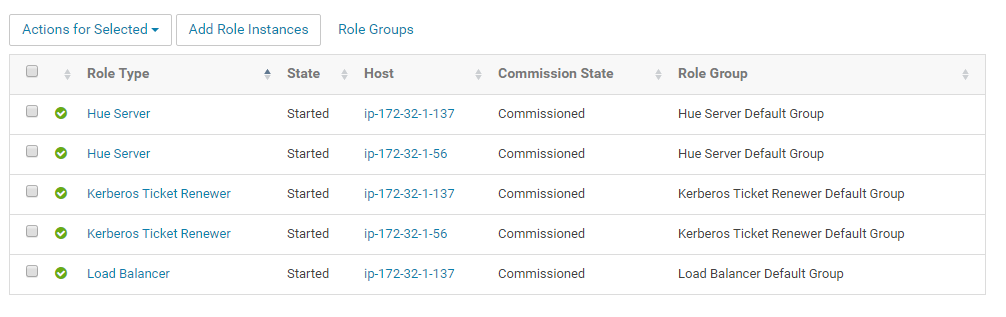 Actions for Selected Add Role Instances Role Groups
Role Type State Host Commission State Role Group
Hue Server Started ip-172-32-1-137 Commissioned Hue Server Default Group
Hue Server Started ip-172-32-1-56 Commissioned Hue Server Default Group
Kerberos Ticket Renewer Started ip-172-32-1-137 Commissioned Kerberos Ticket Renewer Default Group
Kerberos Ticket Renewer Started ip-172-32-1-56 Commissioned Kerberos Ticket Renewer Default Group
Load Balancer Started ip-172-32-1-137 Commissioned Load Balancer Default Group